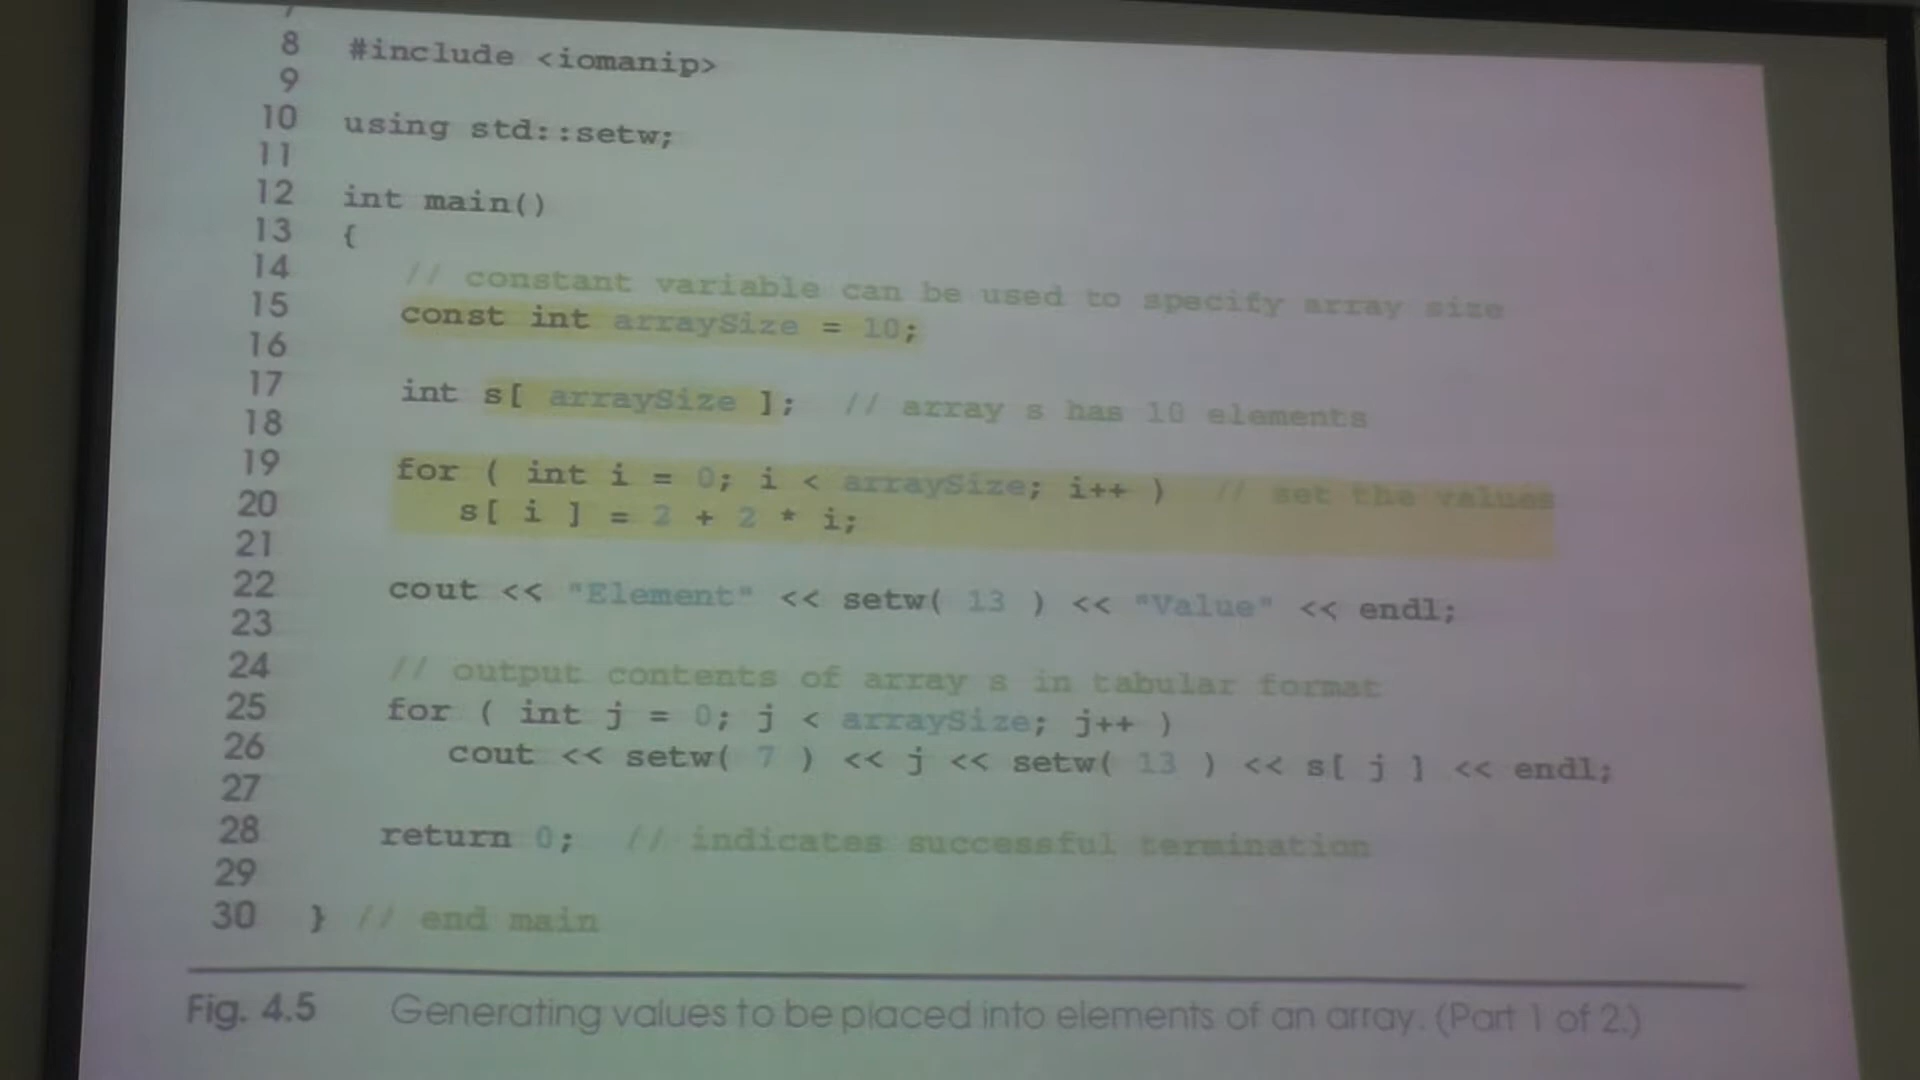 8 #include <iomanip>
9
10 using std::setw;
11
12 int main()
13 {
14 // constant variable can be used to specify array size
15 const int arraySize = 10;
16
17 int s[ arraySize ]; // array s has 10 elements
18
19 for ( int i = 0; i < arraySize; i++ ) // set the values
20 s[ i ] = 2 + 2 * i;
21
22 cout << "Element" << setw( 13 ) << "Value" << endl;
23
24 // output contents of array s in tabular format
25 for ( int j = 0; j < arraySize; j++ )
26 cout << setw( 7 ) << j << setw( 13 ) << s[ j ] << endl;
27
28 return 0; // indicates successful termination
29
30 } // end main
Fig. 4.5 Generating values to be placed into elements of an array. (Part 1 of 2.)